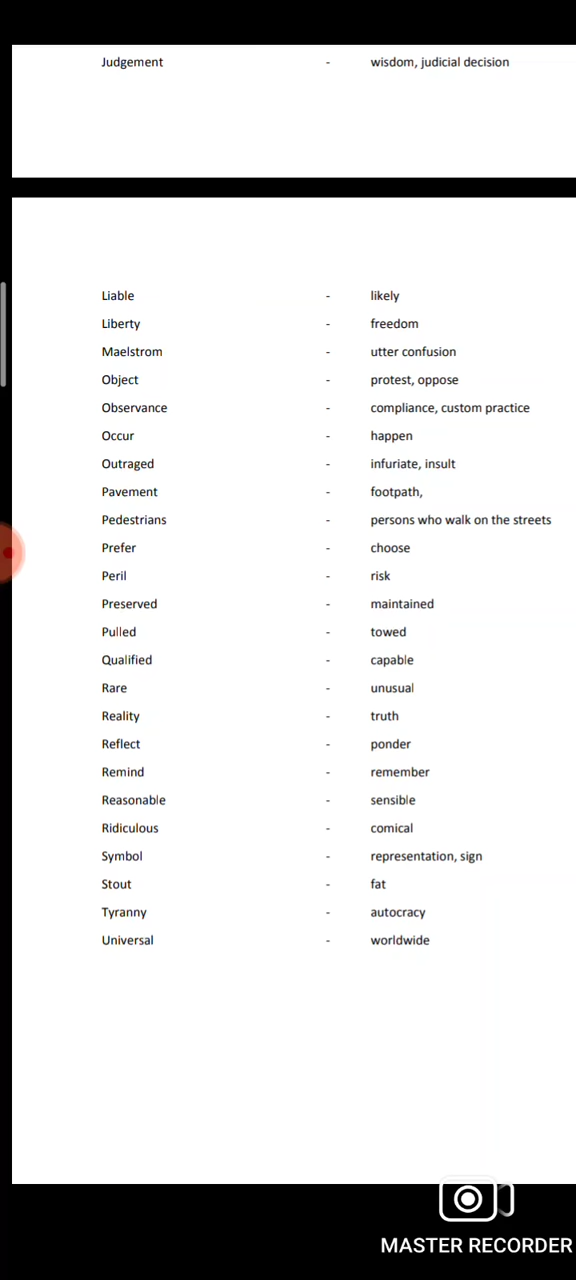 Judgement - wisdom, judicial decision
Liable - likely
Liberty - freedom
Maelstrom - utter confusion
Object - protest, oppose
Observance - compliance, custom practice
Occur - happen
Outraged - infuriate, insult
Pavement - footpath,
Pedestrians - persons who walk on the streets
Prefer - choose
Peril - risk
Preserved - maintained
Pulled - towed
Qualified - capable
Rare - unusual
Reality - truth
Reflect - ponder
Remind - remember
Reasonable - sensible
Ridiculous - comical
Symbol - representation, sign
Stout - fat
Tyranny - autocracy
Universal - worldwide
MASTER RECORDER